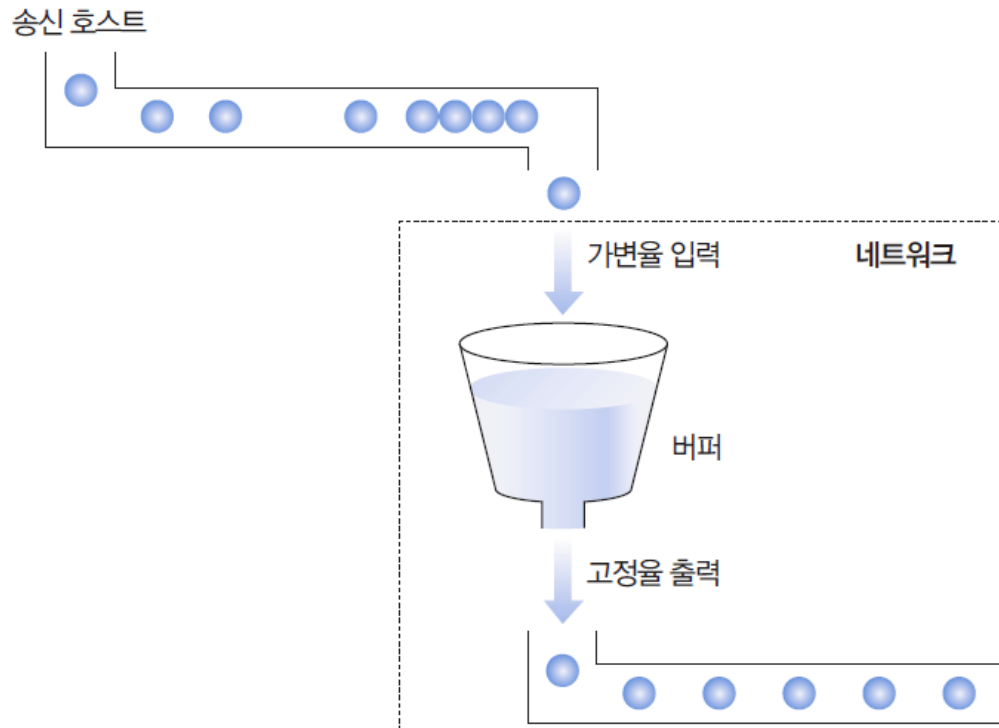 송신 호스트
가변율 입력
네트워크
버퍼
고정율 출력